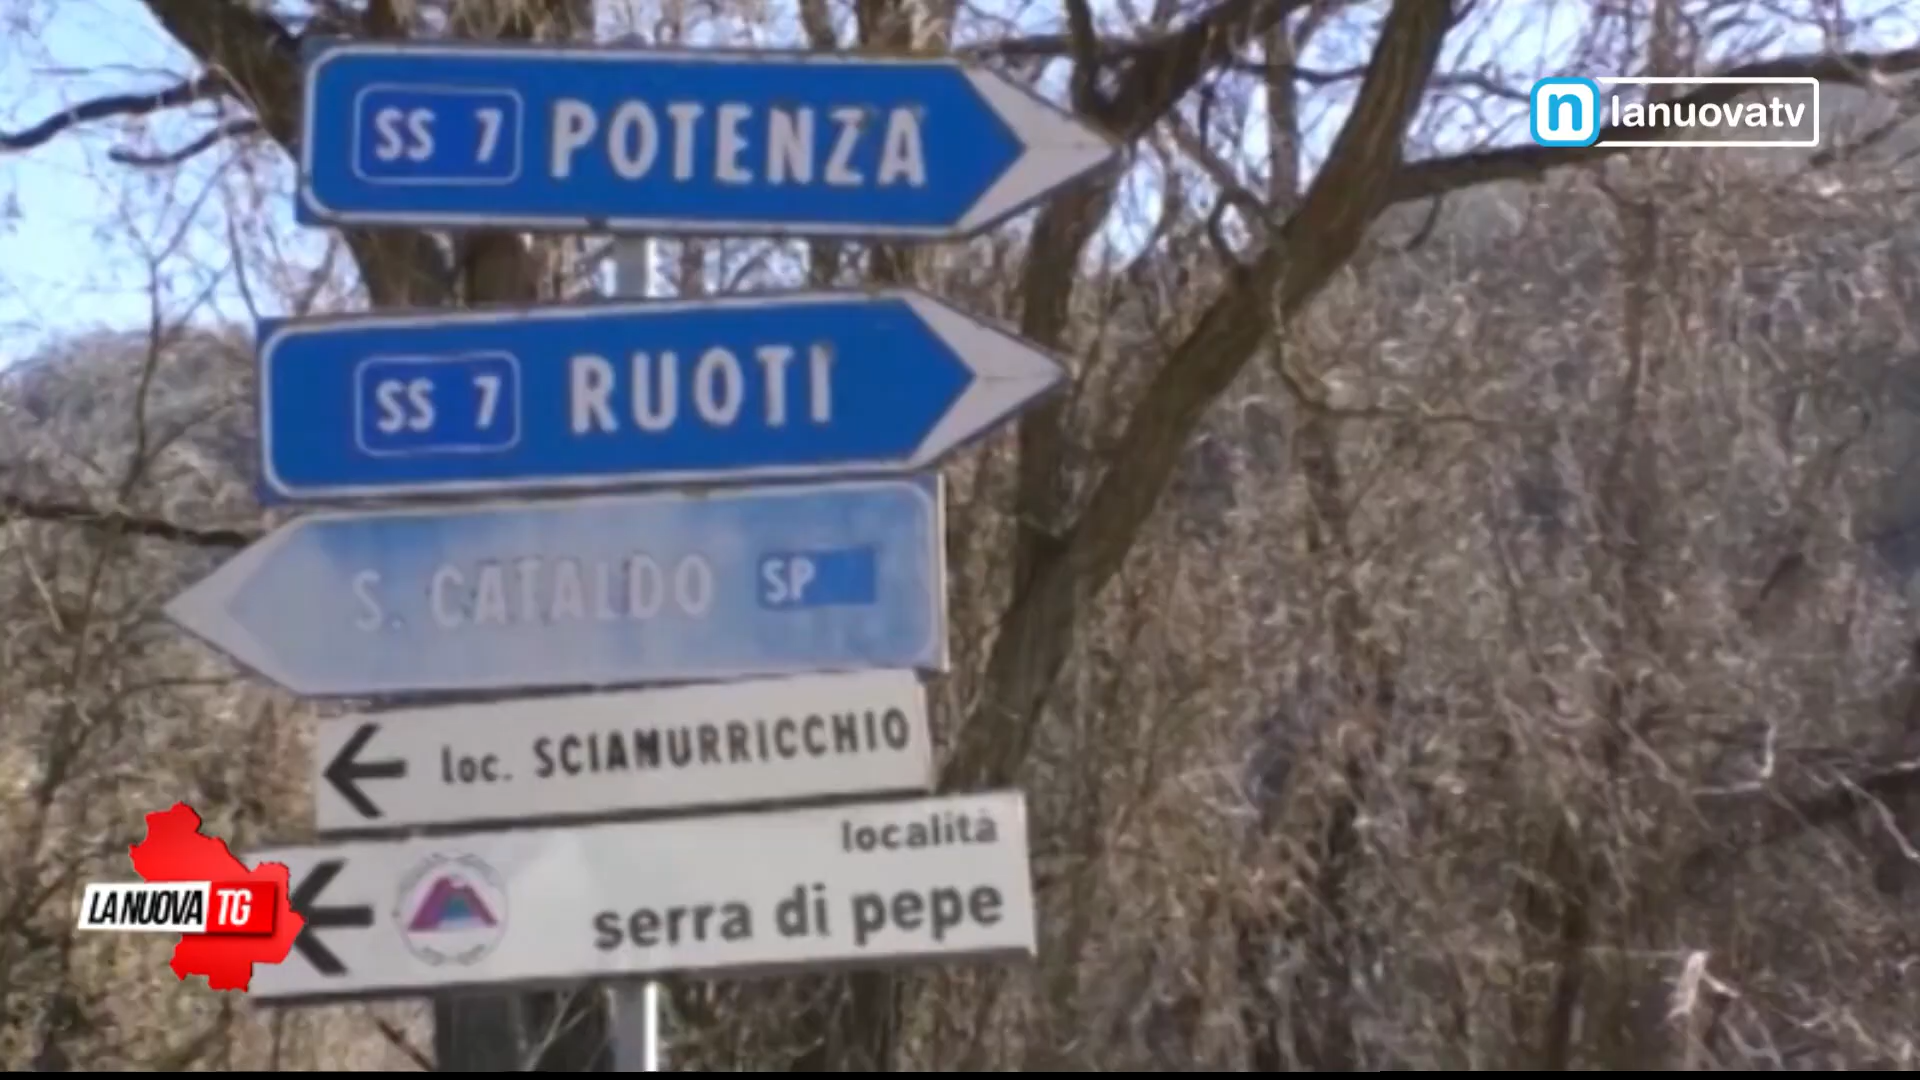 SS 7 POTENZA
n lanuovatv
SS 7 RUOTI
S. CATALDO SP
loc. SCIAMURRICCHIO
località
serra di pepe
LA NUOVA TG